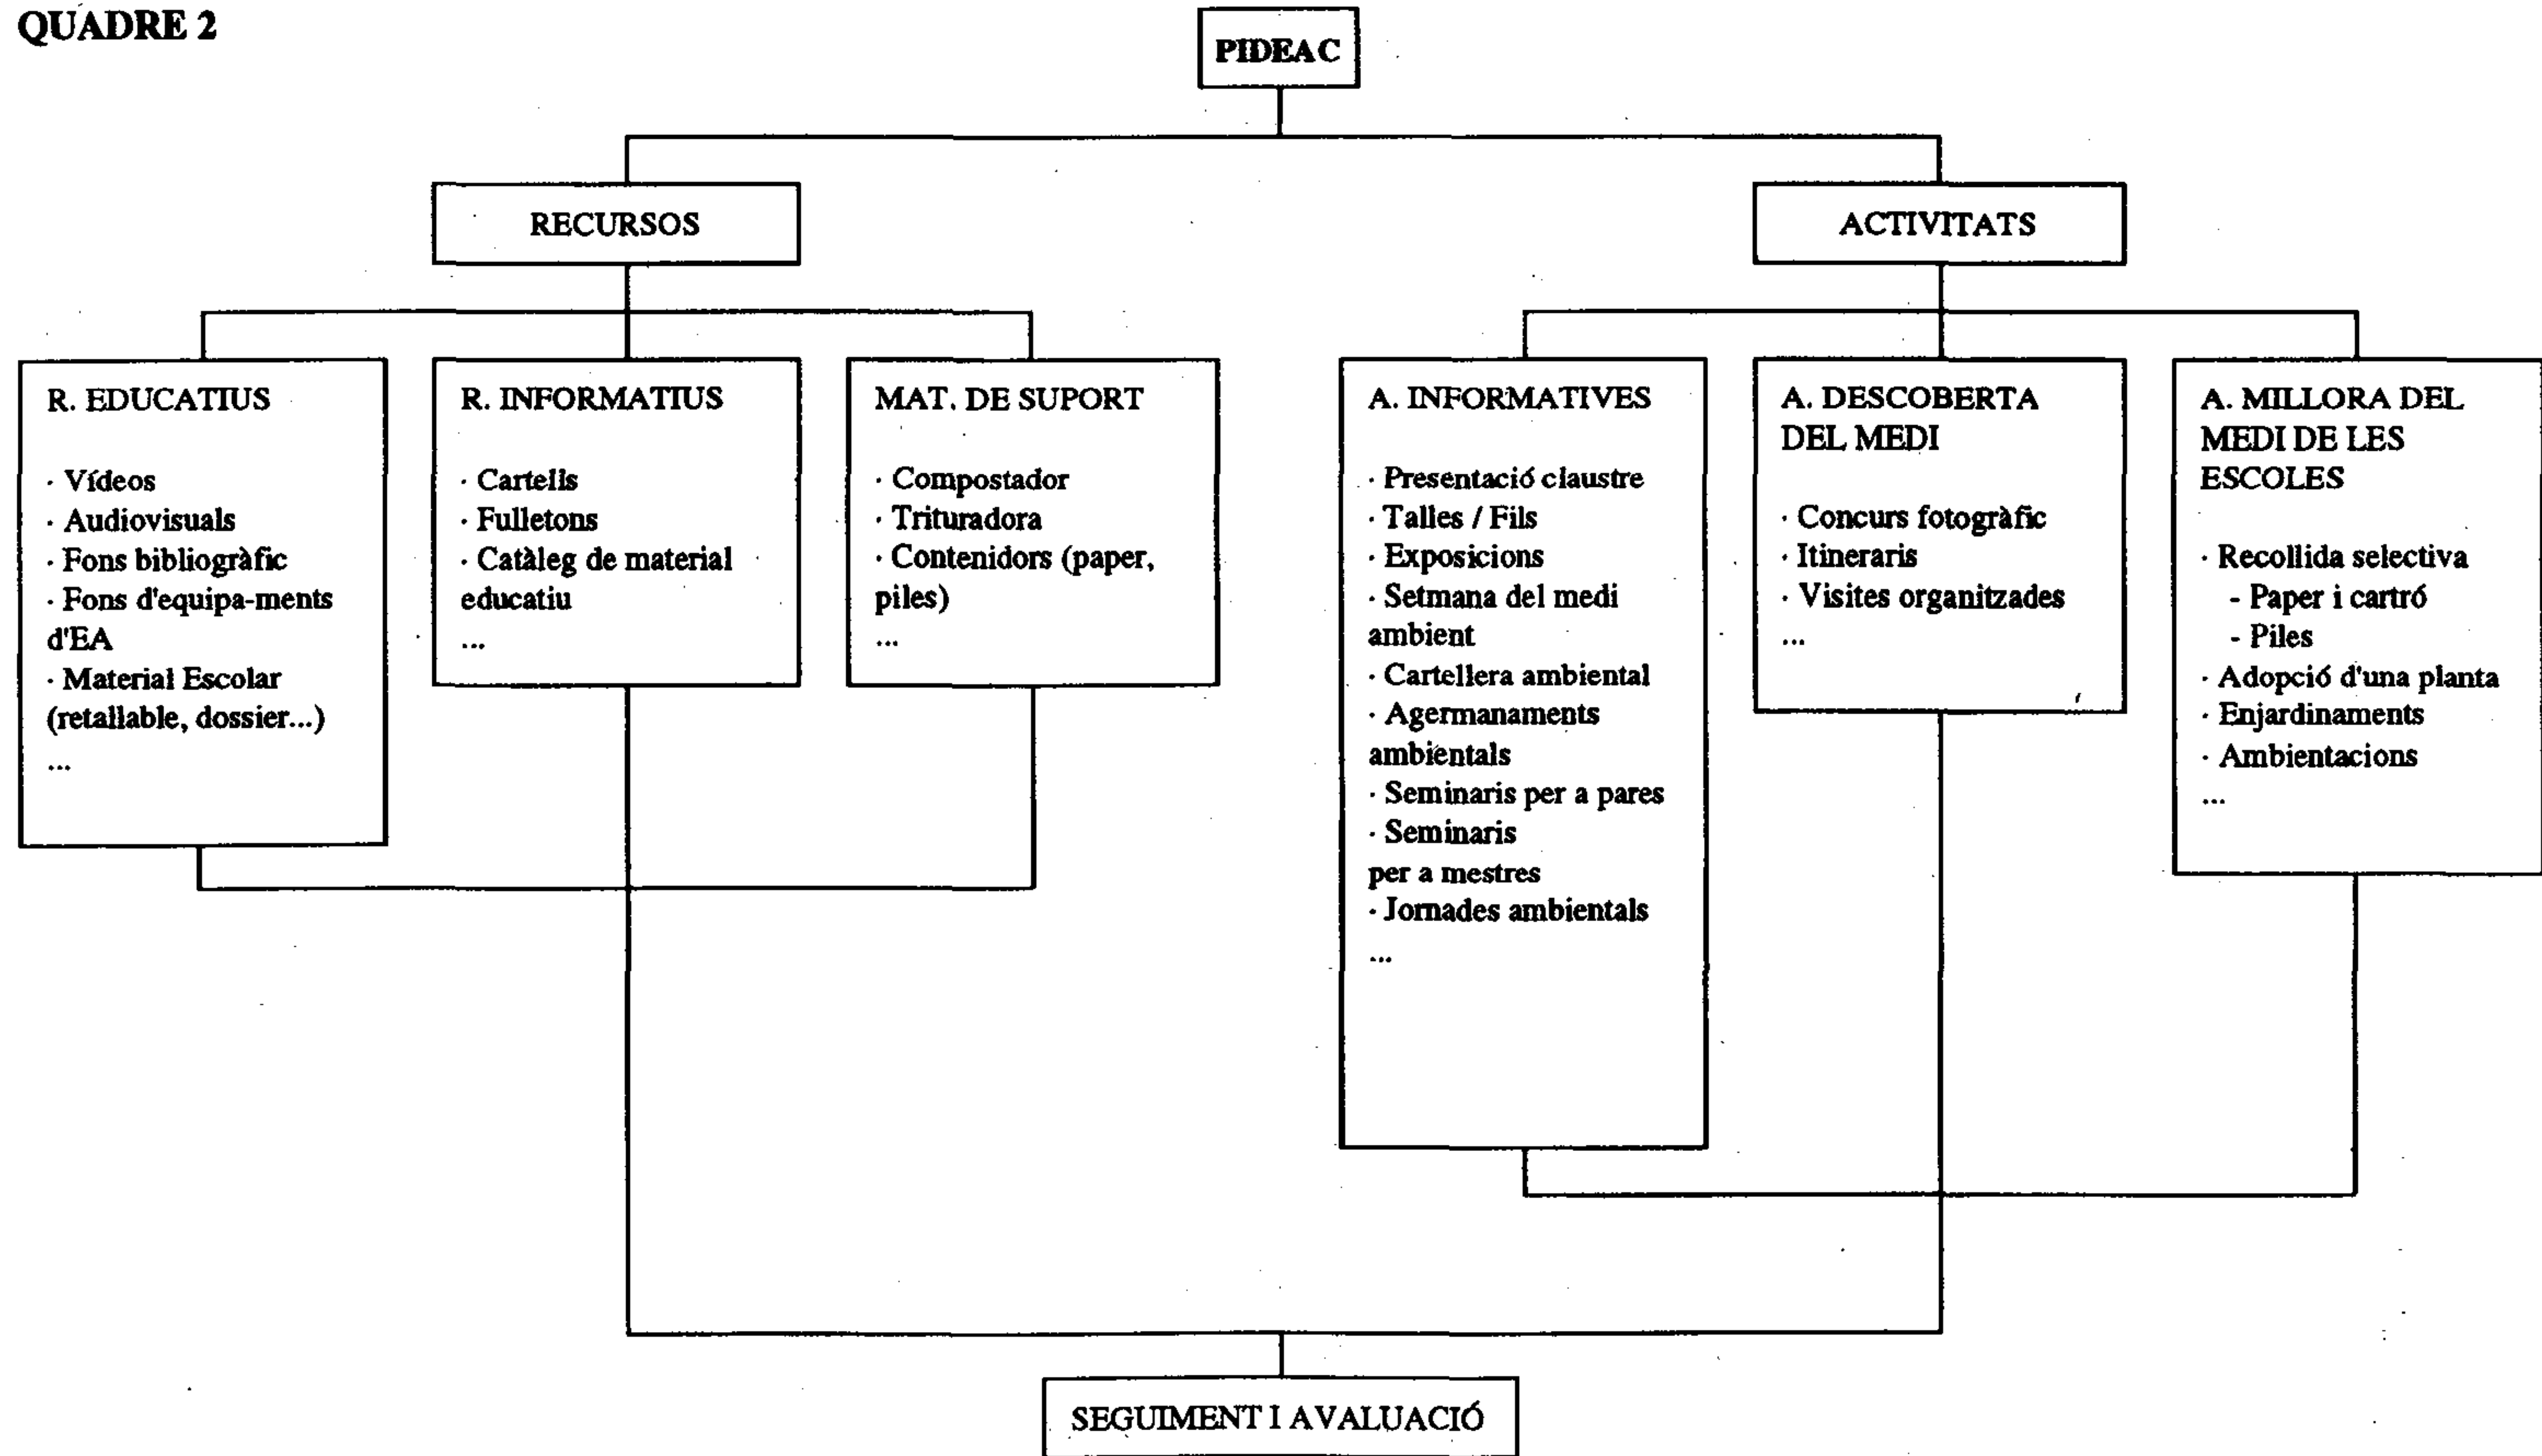 QUADRE 2
PIDEAC
RECURSOS
ACTIVITATS
R. EDUCATIUS
· Vídeos
· Audiovisuals
· Fons bibliogràfic
· Fons d'equipa-ments
d'EA
· Material Escolar
(retallable, dossier...)
...
R. INFORMATIUS
· Cartells
· Fulletons
· Catàleg de material
educatiu
...
MAT. DE SUPORT
· Compostador
· Trituradora
· Contenidors (paper,
piles)
...
A. INFORMATIVES
· Presentació claustre
· Talles / Fils
· Exposicions
· Setmana del medi
ambient
· Cartellera ambiental
· Agermanaments
ambientals
· Seminaris per a pares
· Seminaris
per a mestres
· Jornades ambientals
...
A. DESCOBERTA
DEL MEDI
· Concurs fotogràfic
· Itineraris
· Visites organitzades
...
A. MILLORA DEL
MEDI DE LES
ESCOLES
· Recollida selectiva
- Paper i cartró
- Piles
· Adopció d'una planta
· Enjardinaments
· Ambientacions
...
SEGUIMENT I AVALUACIÓ